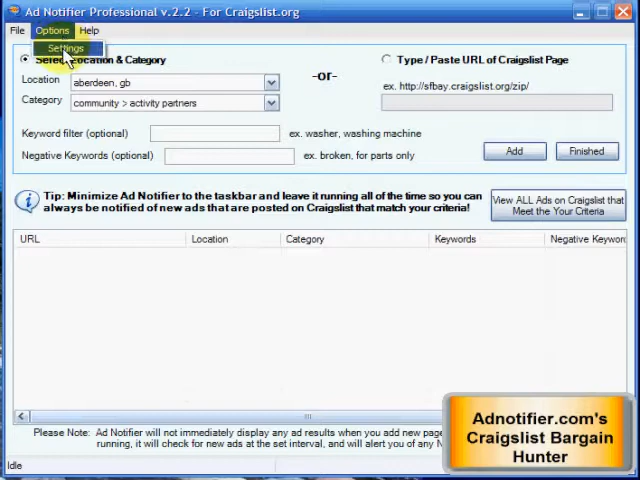 Ad Notifier Professional v.2.2 - For Craigslist.org
File Options Help
Settings
Location & Category
Type / Paste URL of Craigslist Page
Location
aberdeen, gb
-or-
ex. http://sfbay.craigslist.org/zip/
Category
community > activity partners
Keyword filter (optional)
ex. washer, washing machine
Negative Keywords (optional)
ex. broken, for parts only
Add
Finished
Tip: Minimize Ad Notifier to the taskbar and leave it running all of the time so you can
always be notified of new ads that are posted on Craigslist that match your criteria!
View ALL Ads on Craigslist that
Meet the Your Criteria
URL Location Category Keywords Negative Keywor
Please Note: Ad Notifier will not immediately display any ad results when you add new page
running, it will check for new ads at the set interval, and will alert you of any N
Adnotifier.com's
Craigslist Bargain
Hunter
Idle